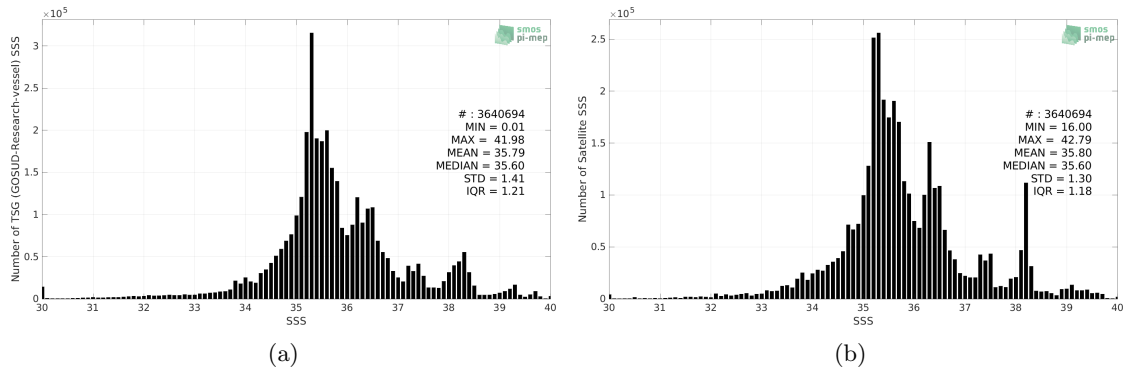 ×10⁵
3
2.5
2
1.5
1
0.5
0
30 31 32 33 34 35 36 37 38 39 40
SSS
Number of TSG (GOSUD-Research-vessel) SSS
smos
pi-mep
# : 3640694
MIN = 0.01
MAX = 41.98
MEAN = 35.79
MEDIAN = 35.60
STD = 1.41
IQR = 1.21
(a)
×10⁵
2.5
2
1.5
1
0.5
0
30 31 32 33 34 35 36 37 38 39 40
SSS
Number of Satellite SSS
smos
pi-mep
# : 3640694
MIN = 16.00
MAX = 42.79
MEAN = 35.80
MEDIAN = 35.60
STD = 1.30
IQR = 1.18
(b)